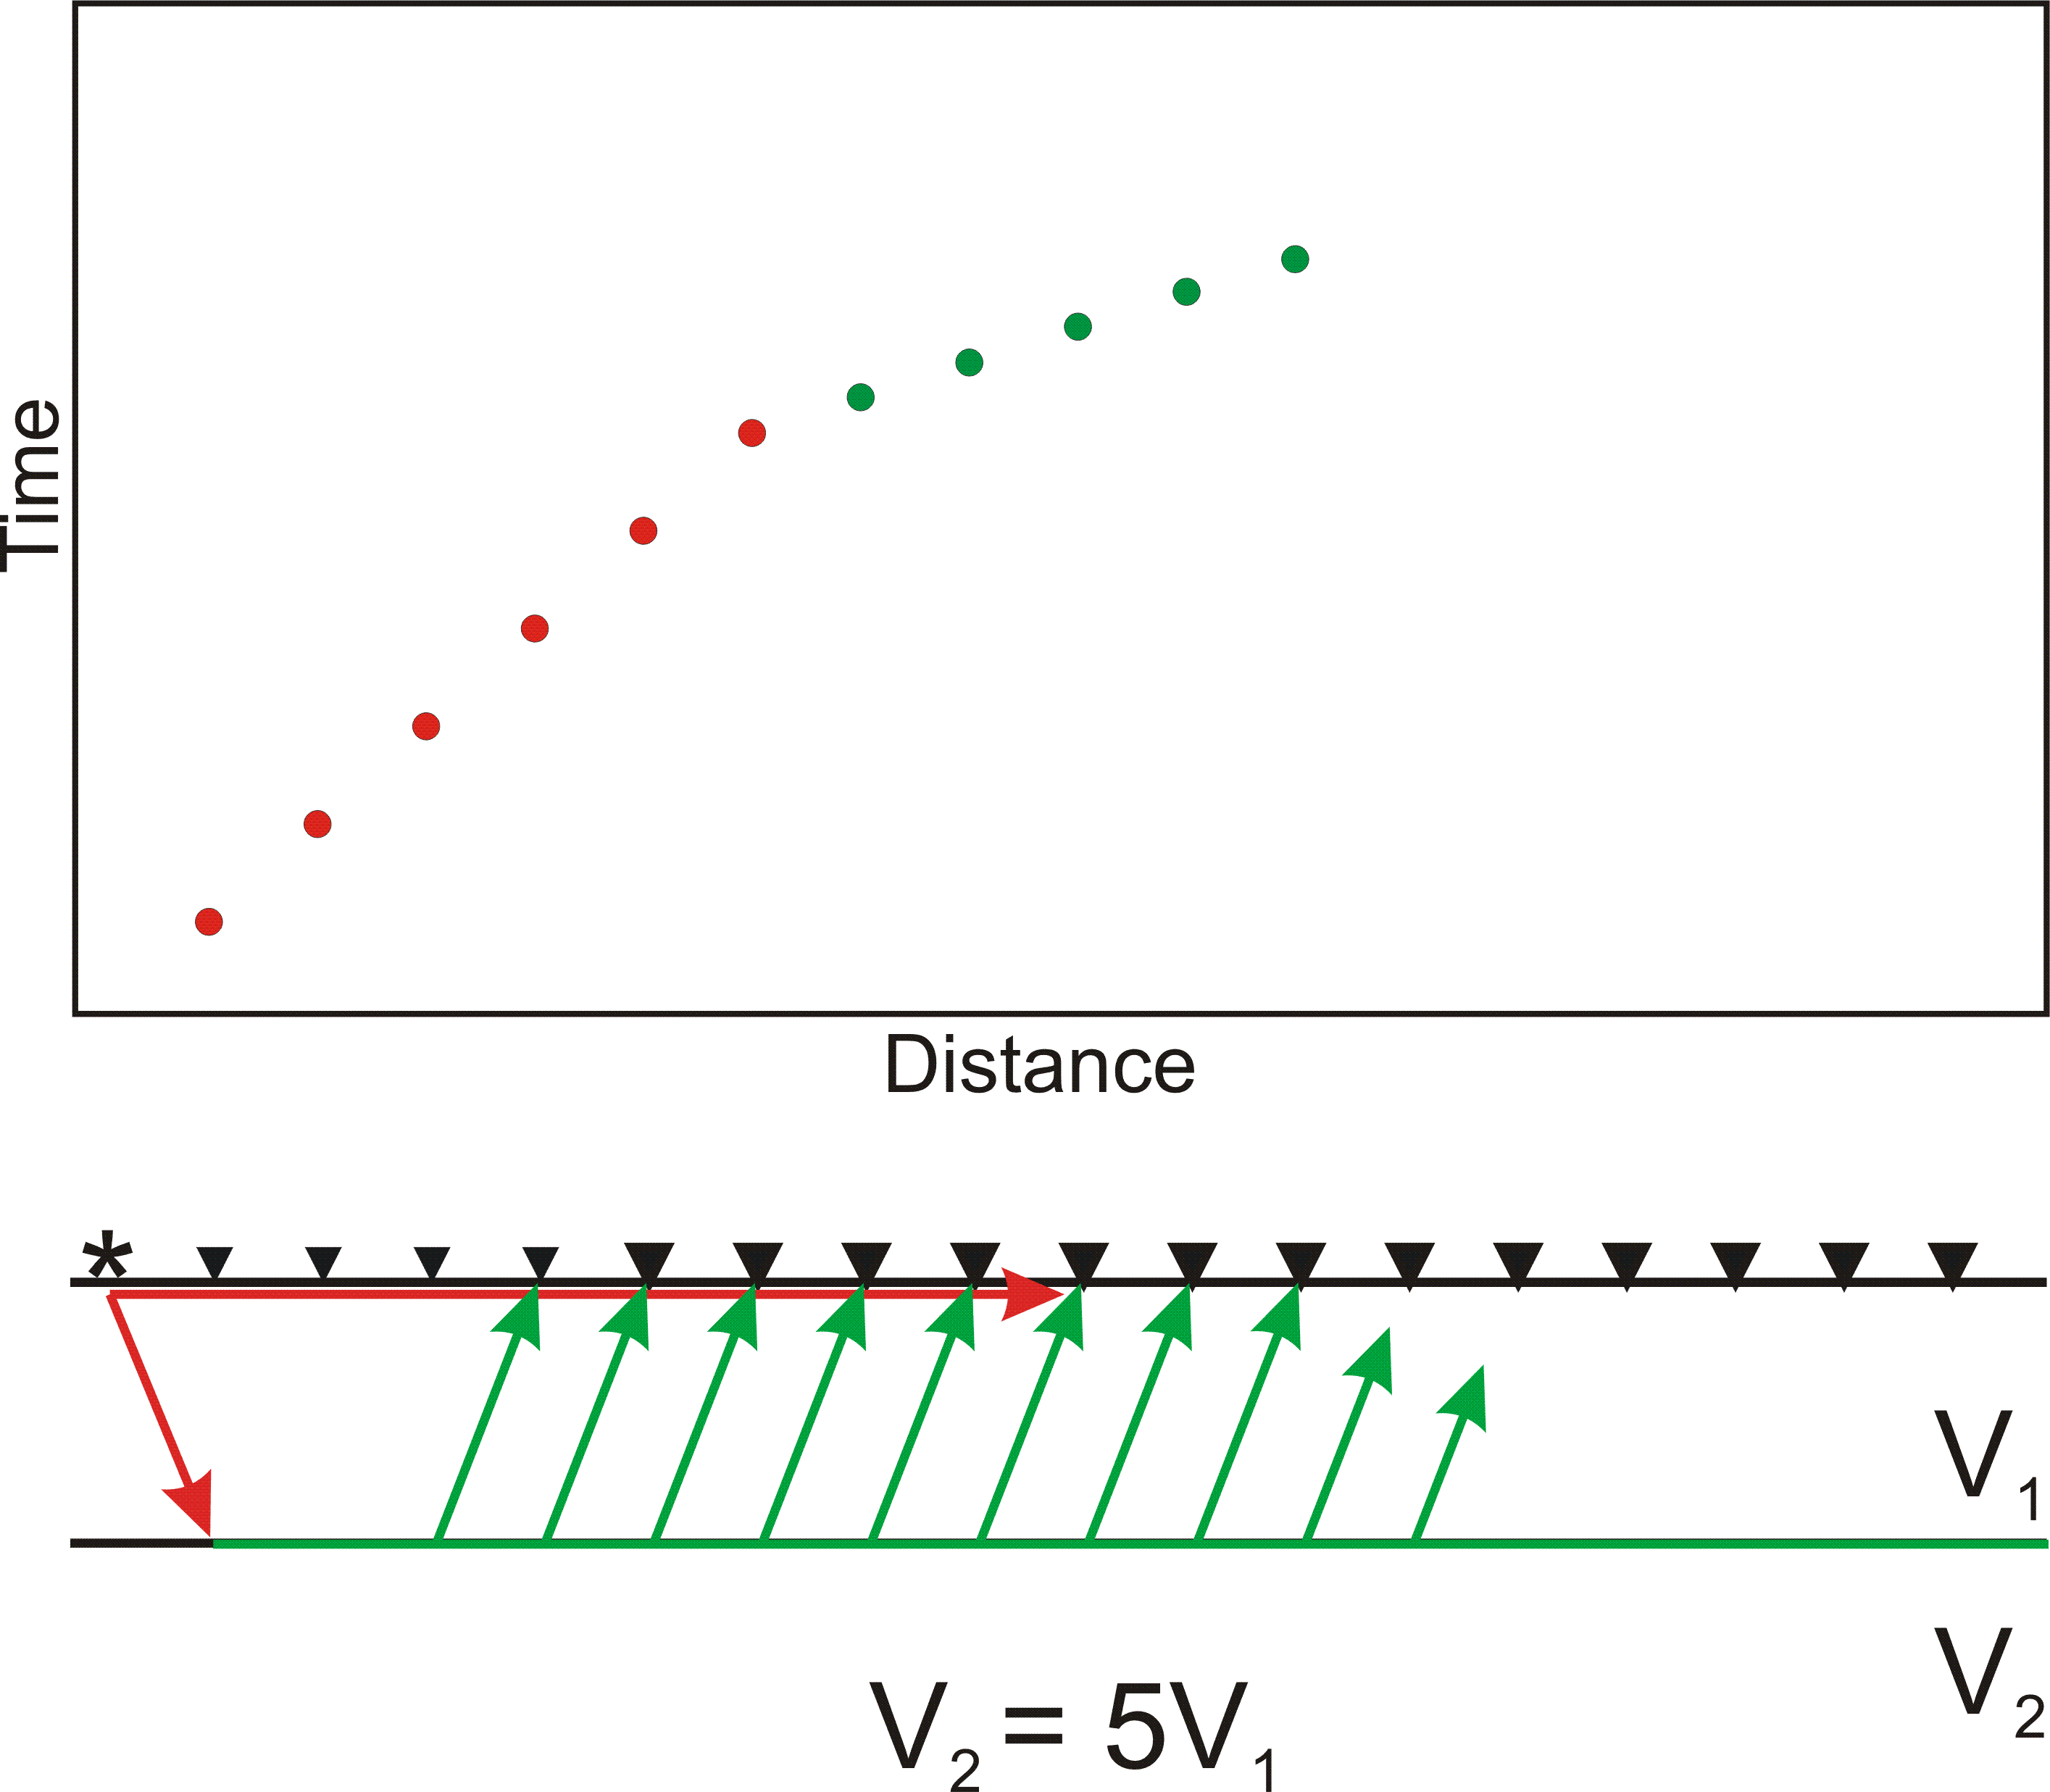 Time
Distance
*
V₁
V₂
V₂ = 5V₁